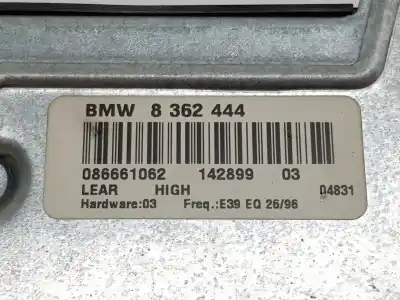 BMW 8 362 444
086661062 142899 03
LEAR HIGH 04831
Hardware:03 Freq.:E39 EQ 26/96